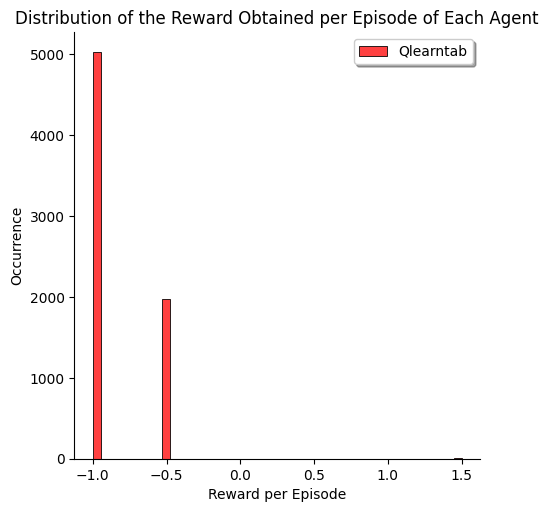 Distribution of the Reward Obtained per Episode of Each Agent
Qlearntab
5000
4000
3000
2000
1000
0
Occurrence
−1.0 −0.5 0.0 0.5 1.0 1.5
Reward per Episode